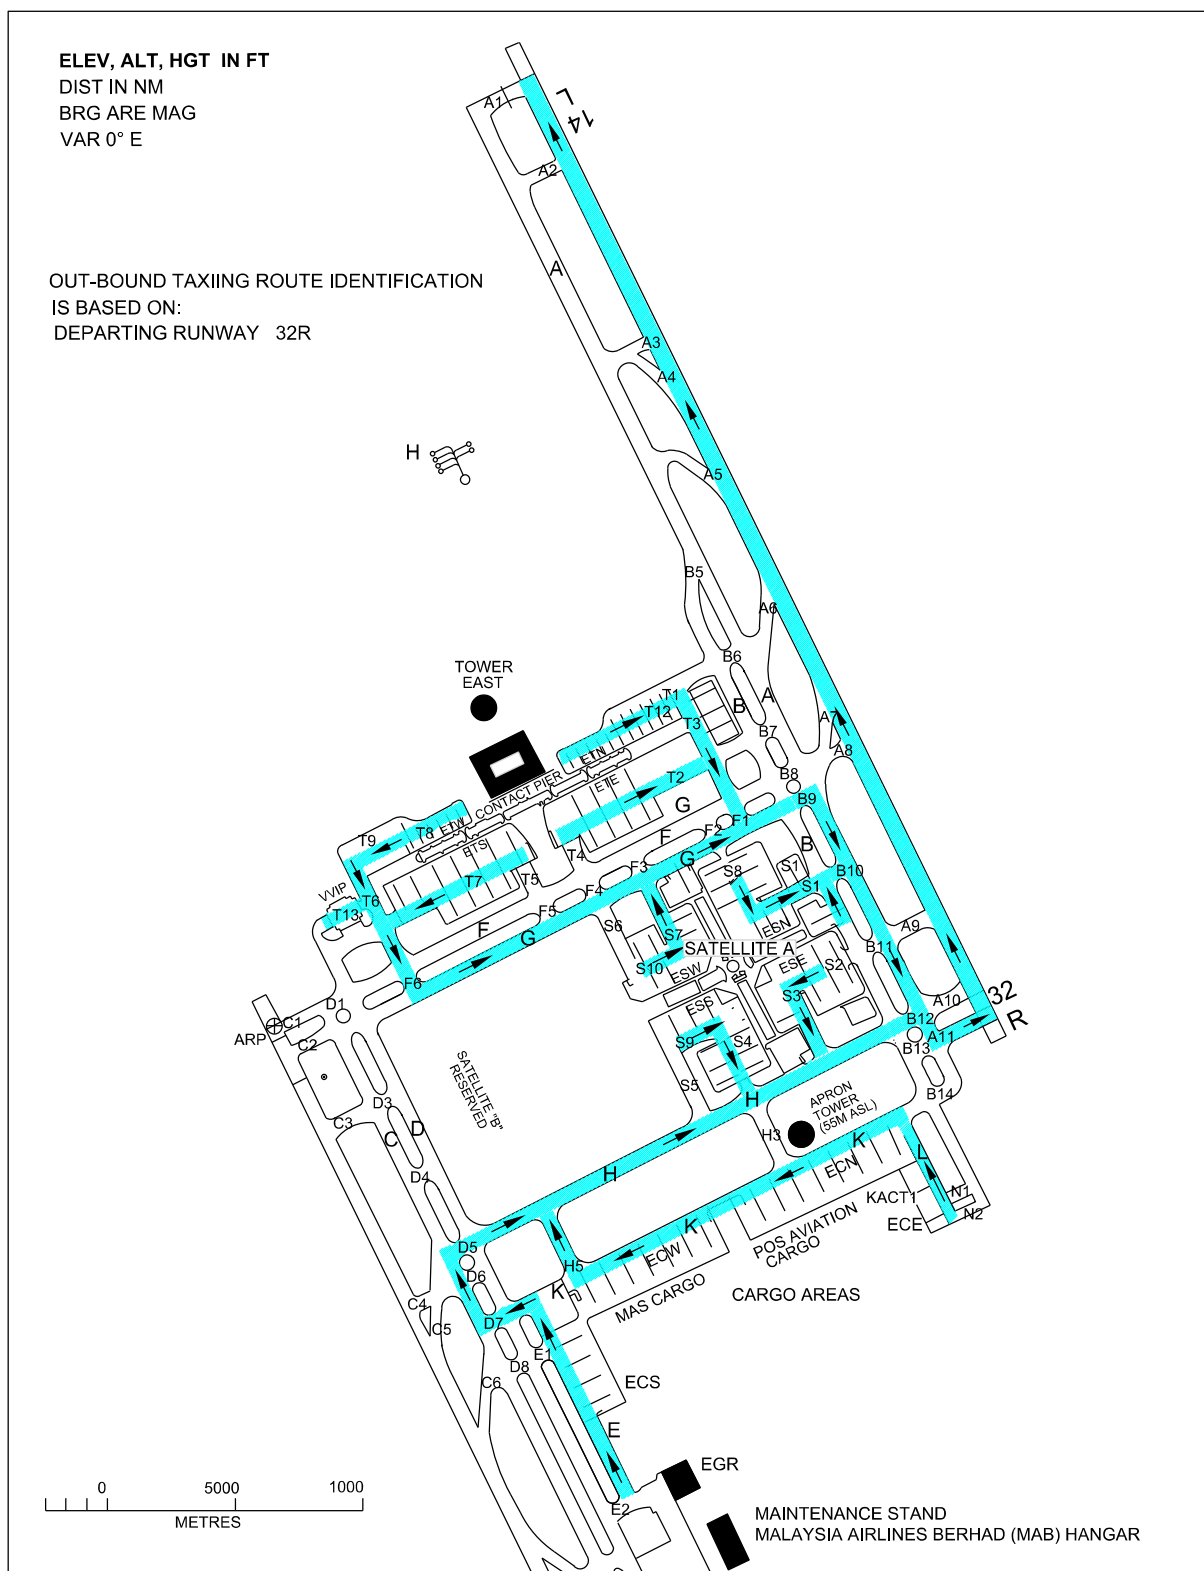 ELEV, ALT, HGT IN FT
DIST IN NM
BRG ARE MAG
VAR 0° E
OUT-BOUND TAXIING ROUTE IDENTIFICATION
IS BASED ON:
DEPARTING RUNWAY 32R
14
L
A1
A2
A
A3
A4
H
A5
B5
A6
B6
TOWER
EAST
T1
T12
B
A
T3
A7
B7
A8
ETN
CONTACT PIER
ETE
T2
B8
B9
G
F1
F2
T9
T8
ETW
ETS
F
T4
G
B
F3
S8
S1
B10
T5
T7
F4
S1
VVIP
T6
T13
F5
F
G
S6
S7
ESN
A9
SATELLITE A
B11
S10
ESW
ESE
S2
S3
F6
ESS
A10
32
R
D1
C1
ARP
C2
B12
A11
B13
S9
S4
SATELLITE "B"
RESERVED
S5
H
APRON
TOWER
(55M ASL)
B14
D3
C3
C
D
H3
K
L
ECN
D4
H
KACT1
N1
N2
ECE
D5
K
POS AVIATION
CARGO
ECW
H5
D6
K
MAS CARGO
CARGO AREAS
C4
C5
D7
E1
D8
C6
ECS
E
EGR
E2
0
5000
1000
METRES
MAINTENANCE STAND
MALAYSIA AIRLINES BERHAD (MAB) HANGAR